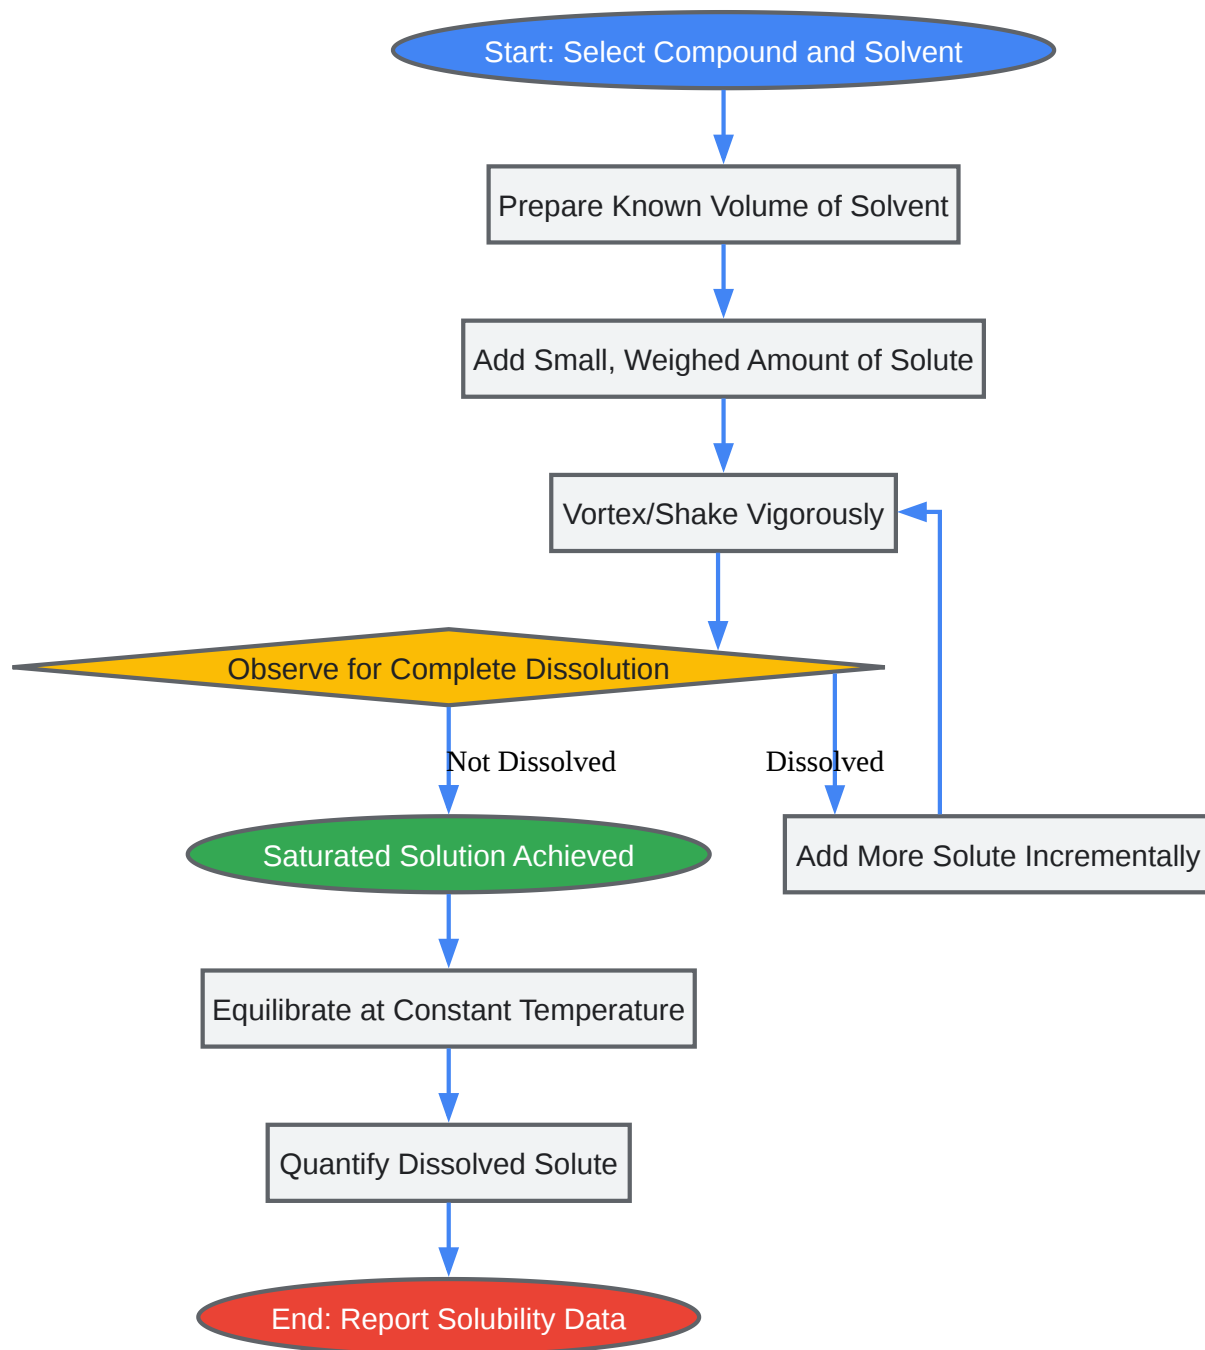 Start: Select Compound and Solvent
Prepare Known Volume of Solvent
Add Small, Weighed Amount of Solute
Vortex/Shake Vigorously
Observe for Complete Dissolution
Not Dissolved
Dissolved
Saturated Solution Achieved
Add More Solute Incrementally
Equilibrate at Constant Temperature
Quantify Dissolved Solute
End: Report Solubility Data